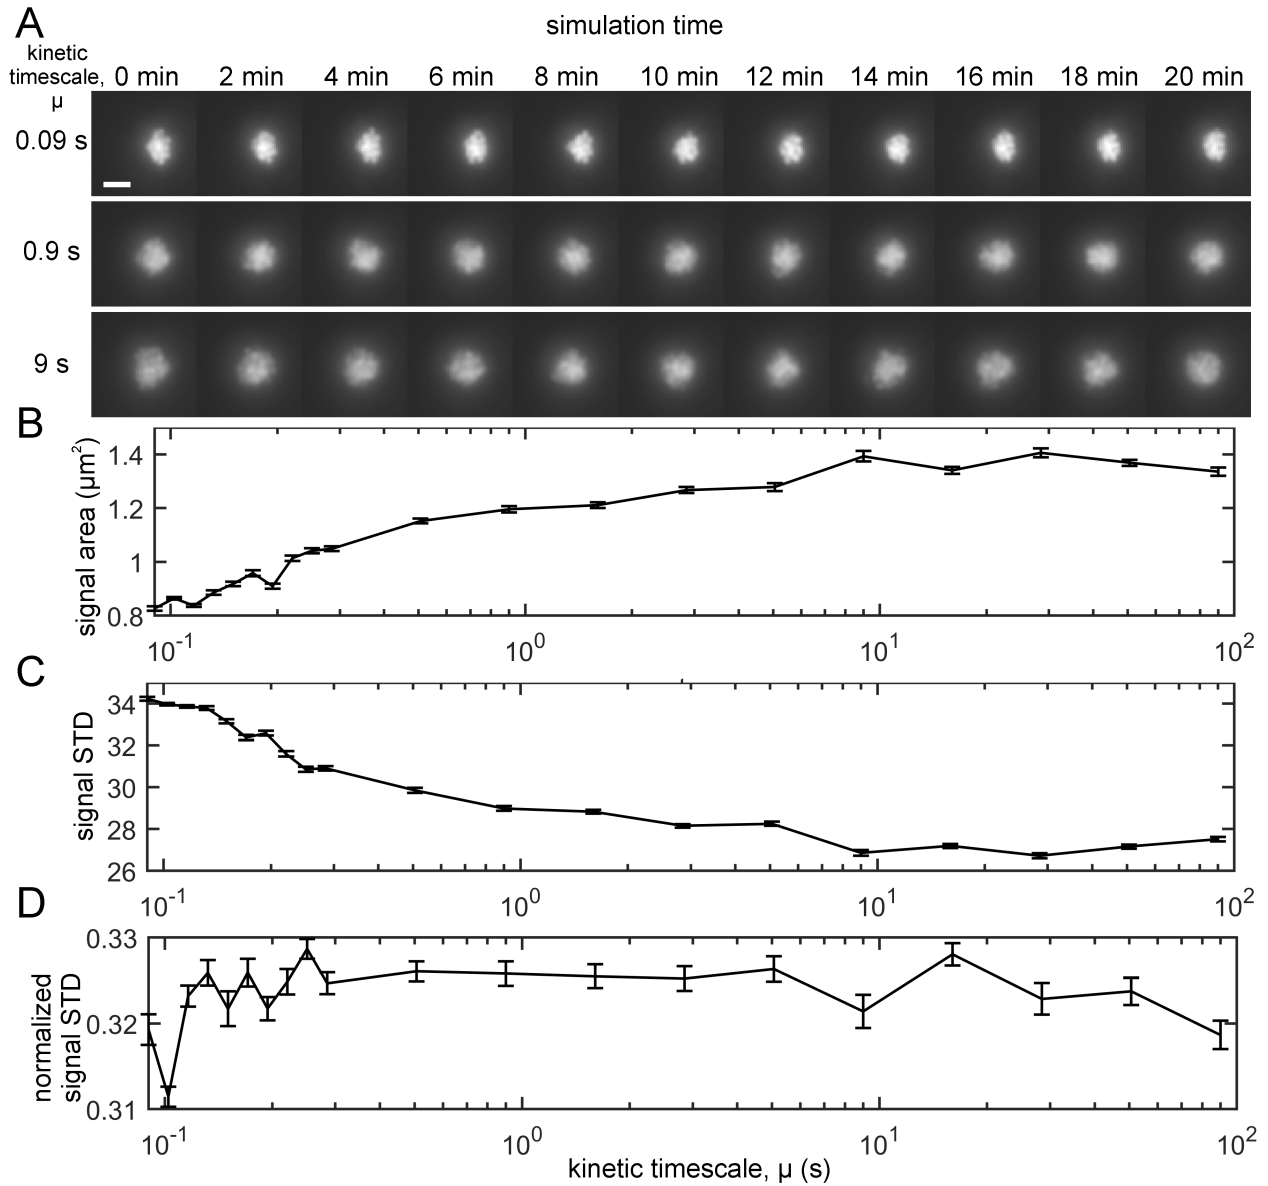 A
simulation time
kinetic
timescale,
µ
0 min 2 min 4 min 6 min 8 min 10 min 12 min 14 min 16 min 18 min 20 min
0.09 s
0.9 s
9 s
B
signal area (µm²)
1.4
1.2
1
0.8
10⁻¹ 10⁰ 10¹ 10²
C
signal STD
34
32
30
28
26
10⁻¹ 10⁰ 10¹ 10²
D
normalized
signal STD
0.33
0.32
0.31
10⁻¹ 10⁰ 10¹ 10²
kinetic timescale, µ (s)